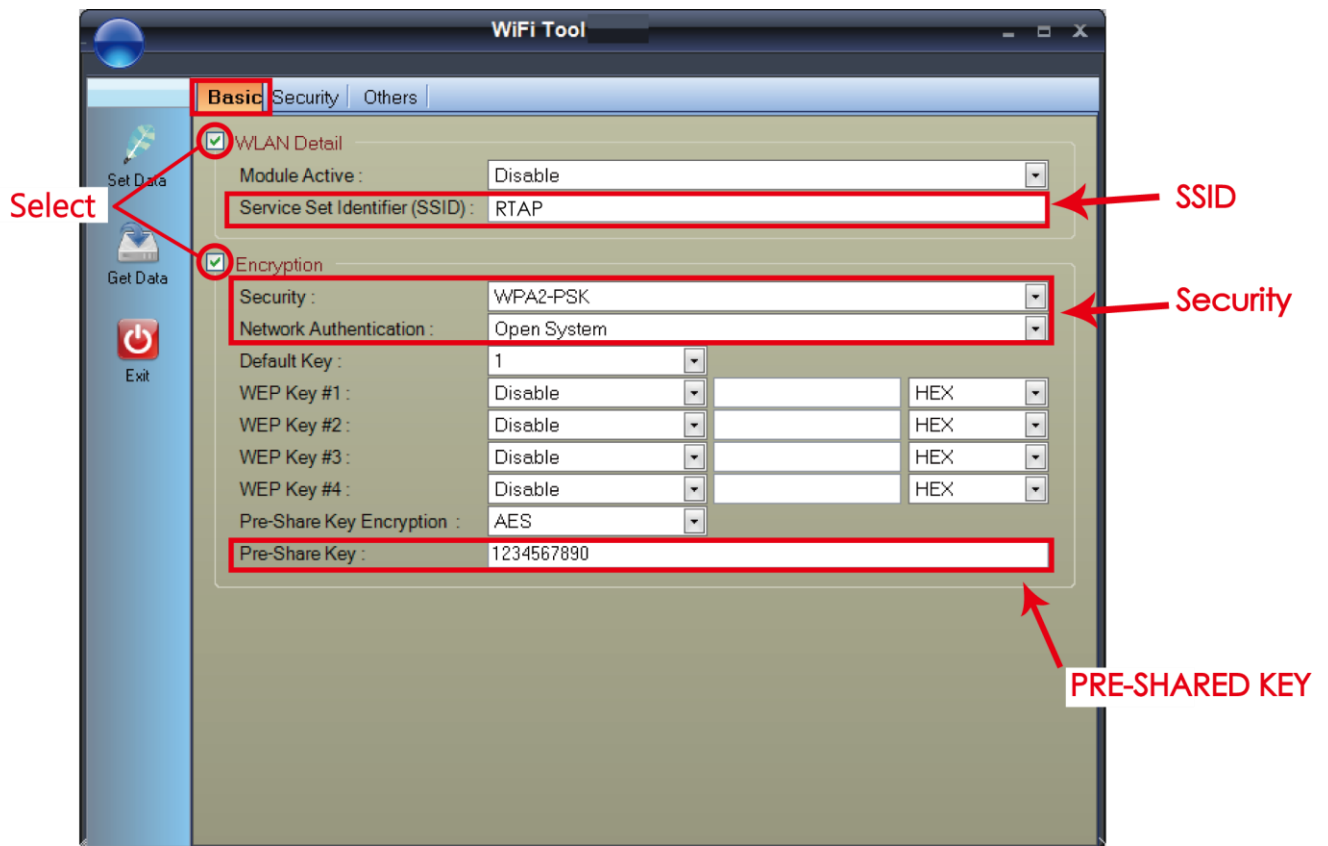 WiFi Tool
Basic Security Others
Set Data
Get Data
Exit
Select
WLAN Detail
Module Active : Disable
Service Set Identifier (SSID) : RTAP
SSID
Encryption
Security : WPA2-PSK
Network Authentication : Open System
Security
Default Key : 1
WEP Key #1 : Disable HEX
WEP Key #2 : Disable HEX
WEP Key #3 : Disable HEX
WEP Key #4 : Disable HEX
Pre-Share Key Encryption : AES
Pre-Share Key : 1234567890
PRE-SHARED KEY